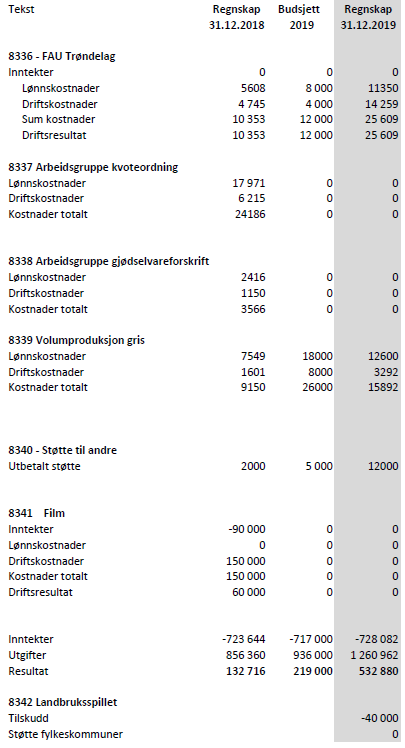 Tekst Regnskap Budsjett Regnskap
31.12.2018 2019 31.12.2019
8336 - FAU Trøndelag
Inntekter 0 0 0
Lønnskostnader 5608 8 000 11350
Driftskostnader 4 745 4 000 14 259
Sum kostnader 10 353 12 000 25 609
Driftsresultat 10 353 12 000 25 609
8337 Arbeidsgruppe kvoteordning
Lønnskostnader 17 971 0 0
Driftskostnader 6 215 0 0
Kostnader totalt 24186 0 0
8338 Arbeidsgruppe gjødselvareforskrift
Lønnskostnader 2416 0 0
Driftskostnader 1150 0 0
Kostnader totalt 3566 0 0
8339 Volumproduksjon gris
Lønnskostnader 7549 18000 12600
Driftskostnader 1601 8000 3292
Kostnader totalt 9150 26000 15892
8340 - Støtte til andre
Utbetalt støtte 2000 5 000 12000
8341 Film
Inntekter -90 000 0 0
Lønnskostnader 0 0 0
Driftskostnader 150 000 0 0
Kostnader totalt 150 000 0 0
Driftsresultat 60 000 0 0
Inntekter -723 644 -717 000 -728 082
Utgifter 856 360 936 000 1 260 962
Resultat 132 716 219 000 532 880
8342 Landbruksspillet
Tilskudd -40 000
Støtte fylkeskommuner 0